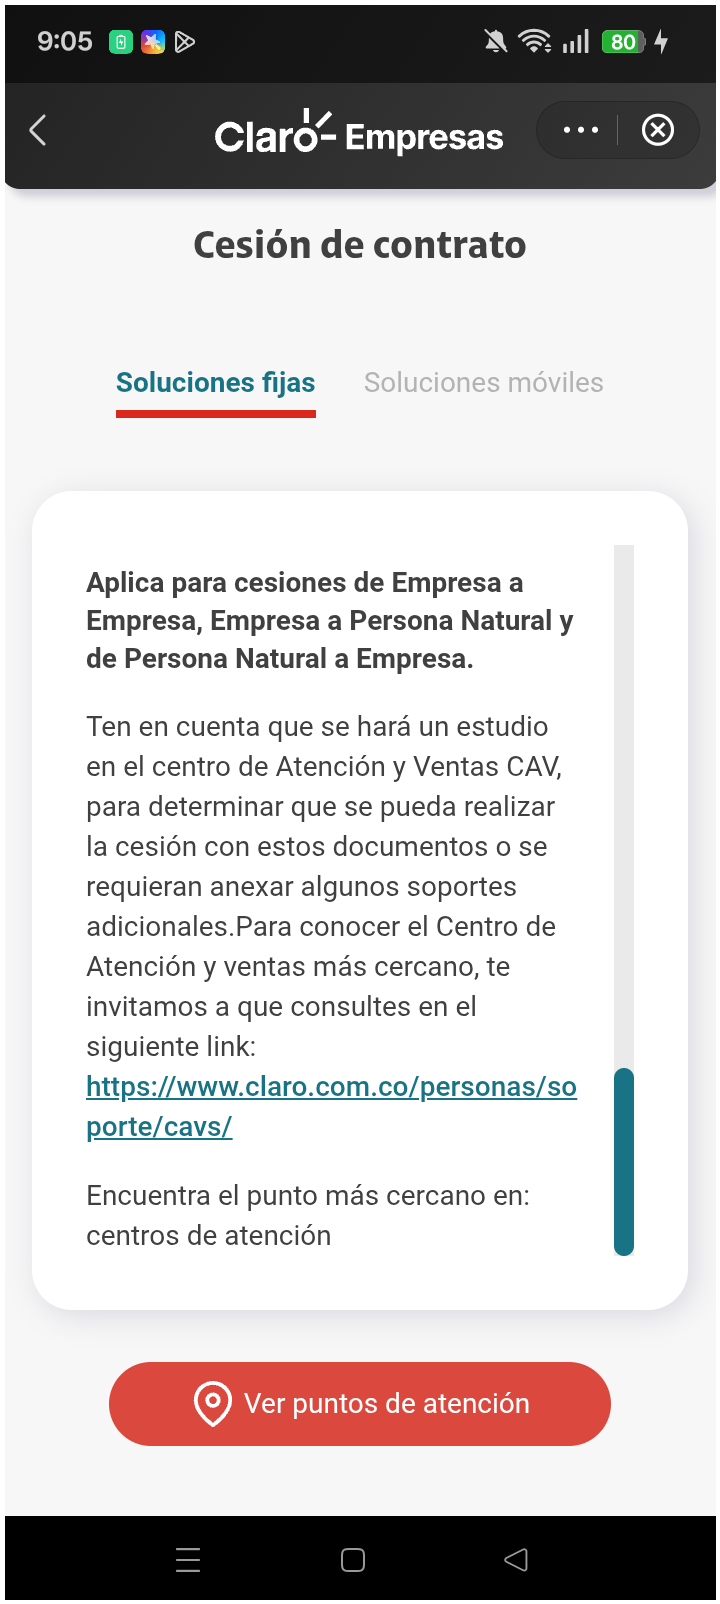 9:05
80
Claro Empresas
Cesión de contrato
Soluciones fijas Soluciones móviles
Aplica para cesiones de Empresa a
Empresa, Empresa a Persona Natural y
de Persona Natural a Empresa.
Ten en cuenta que se hará un estudio
en el centro de Atención y Ventas CAV,
para determinar que se pueda realizar
la cesión con estos documentos o se
requieran anexar algunos soportes
adicionales.Para conocer el Centro de
Atención y ventas más cercano, te
invitamos a que consultes en el
siguiente link:
https://www.claro.com.co/personas/so
porte/cavs/
Encuentra el punto más cercano en:
centros de atención
Ver puntos de atención